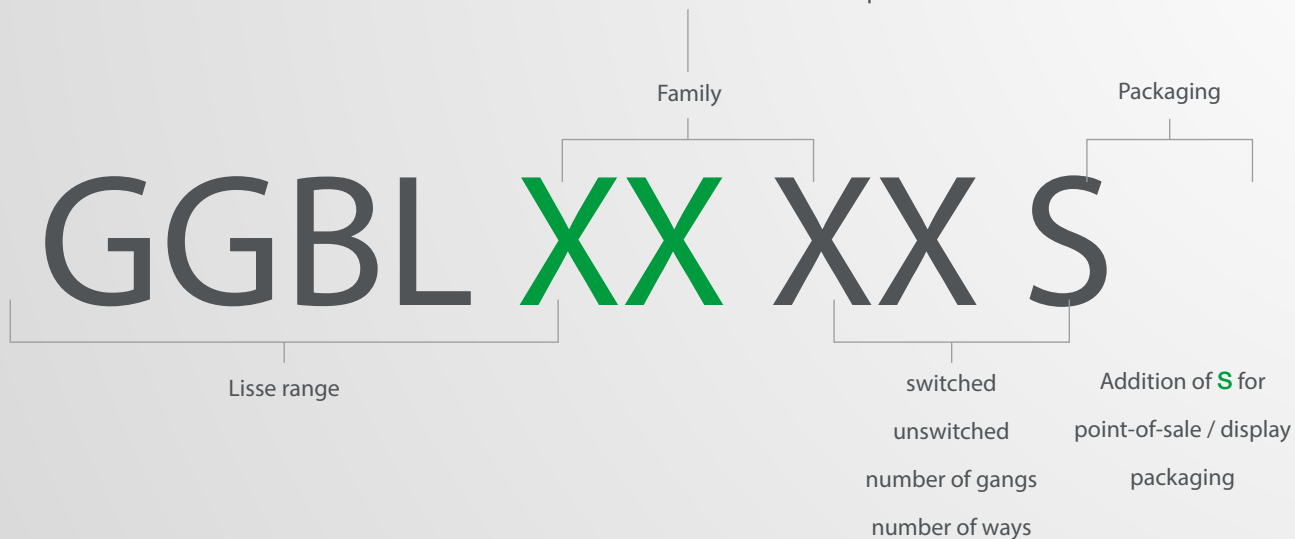 Family
Packaging
GGBL XX XX S
Lisse range
switched
unswitched
number of gangs
number of ways
Addition of S for
point-of-sale / display
packaging